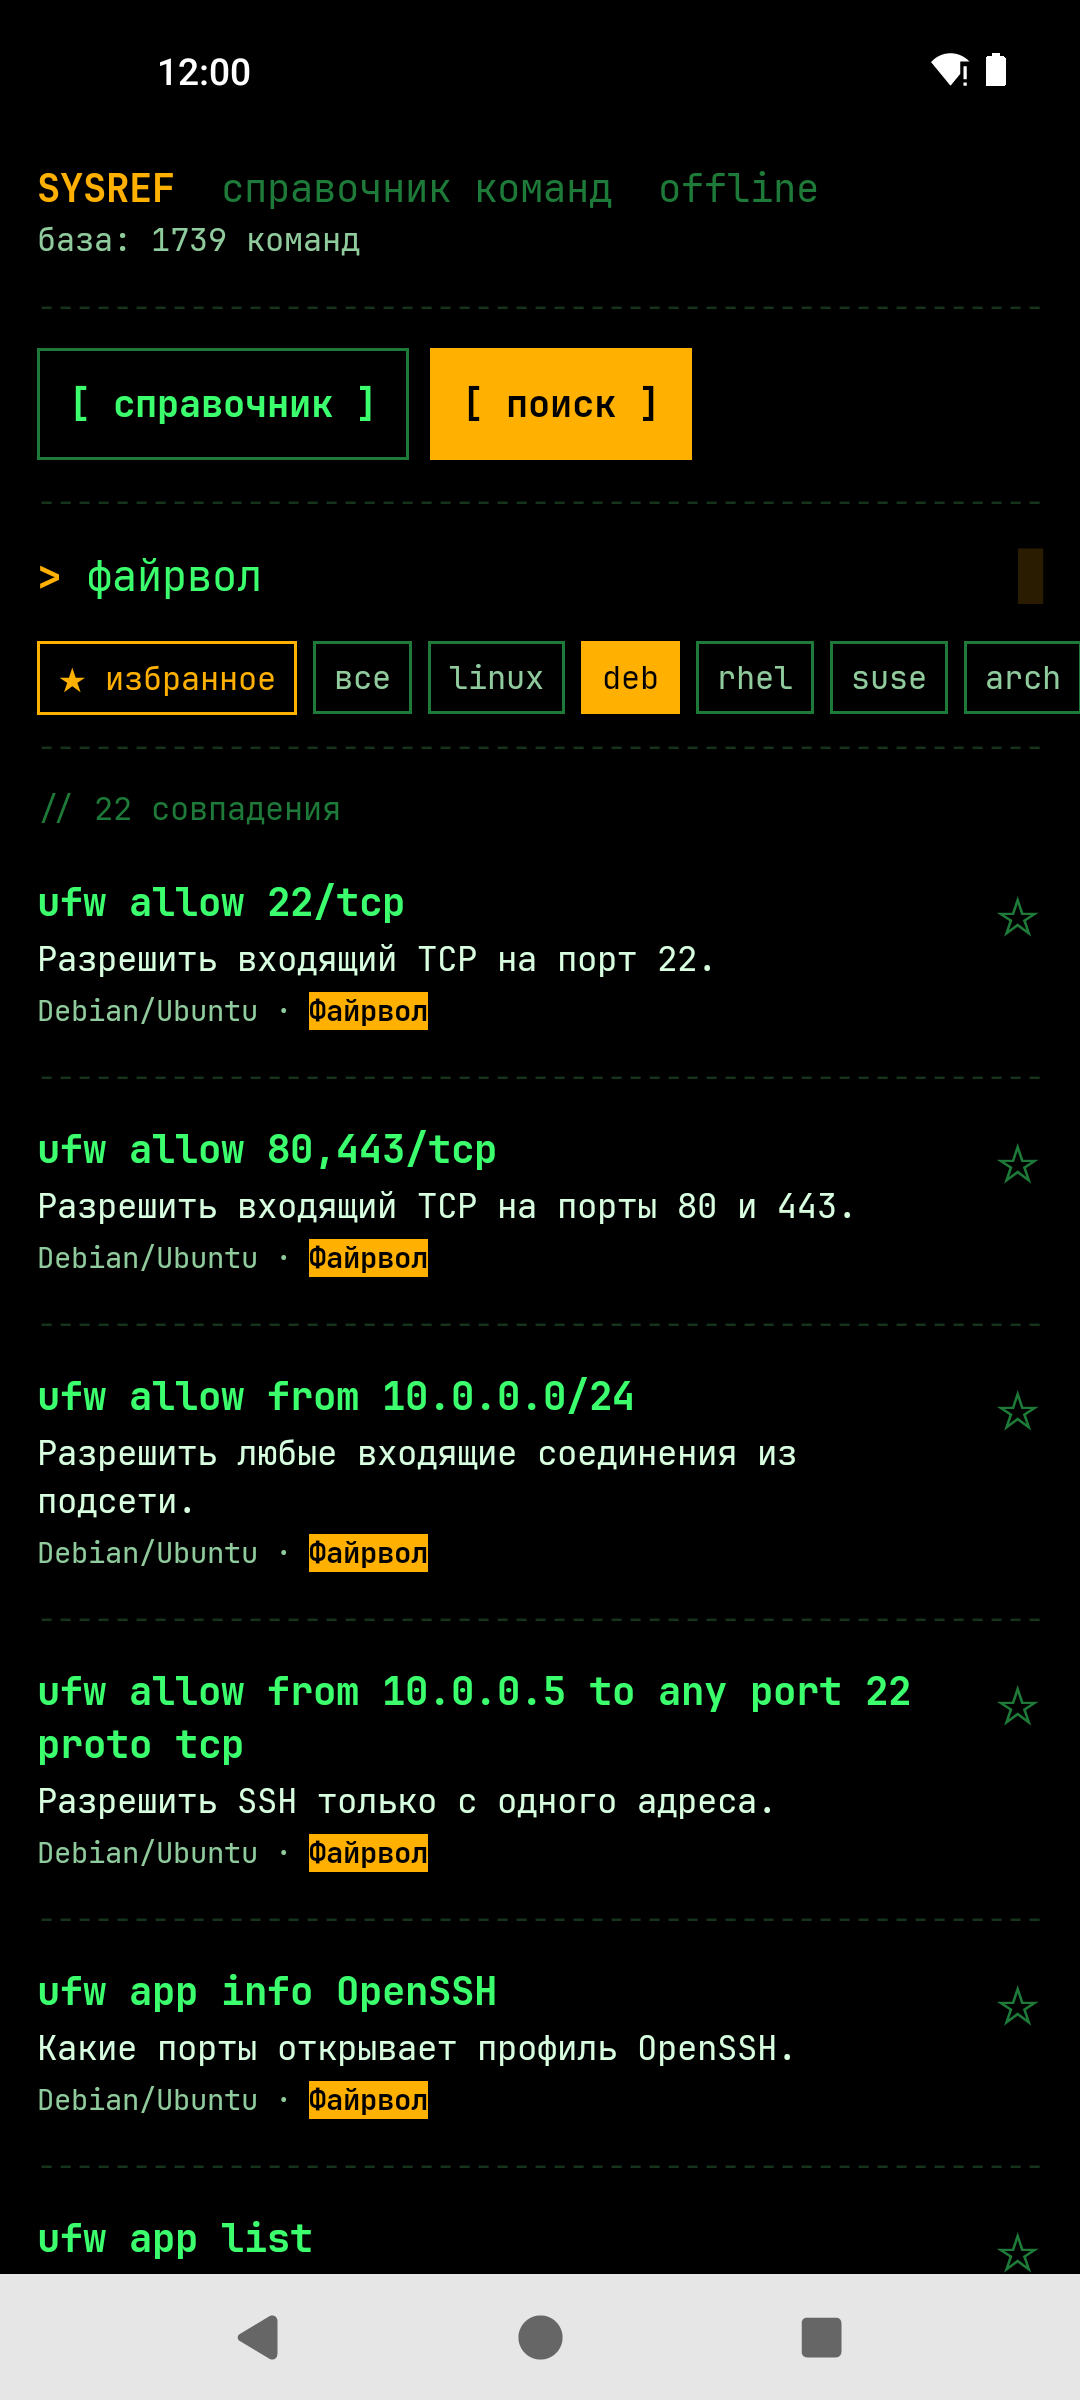 12:00
SYSREF справочник команд offline
база: 1739 команд
[ справочник ] [ поиск ]
> файрвол
★ избранное все linux deb rhel suse arch
// 22 совпадения
ufw allow 22/tcp
Разрешить входящий TCP на порт 22.
Debian/Ubuntu · Файрвол
ufw allow 80,443/tcp
Разрешить входящий TCP на порты 80 и 443.
Debian/Ubuntu · Файрвол
ufw allow from 10.0.0.0/24
Разрешить любые входящие соединения из
подсети.
Debian/Ubuntu · Файрвол
ufw allow from 10.0.0.5 to any port 22
proto tcp
Разрешить SSH только с одного адреса.
Debian/Ubuntu · Файрвол
ufw app info OpenSSH
Какие порты открывает профиль OpenSSH.
Debian/Ubuntu · Файрвол
ufw app list